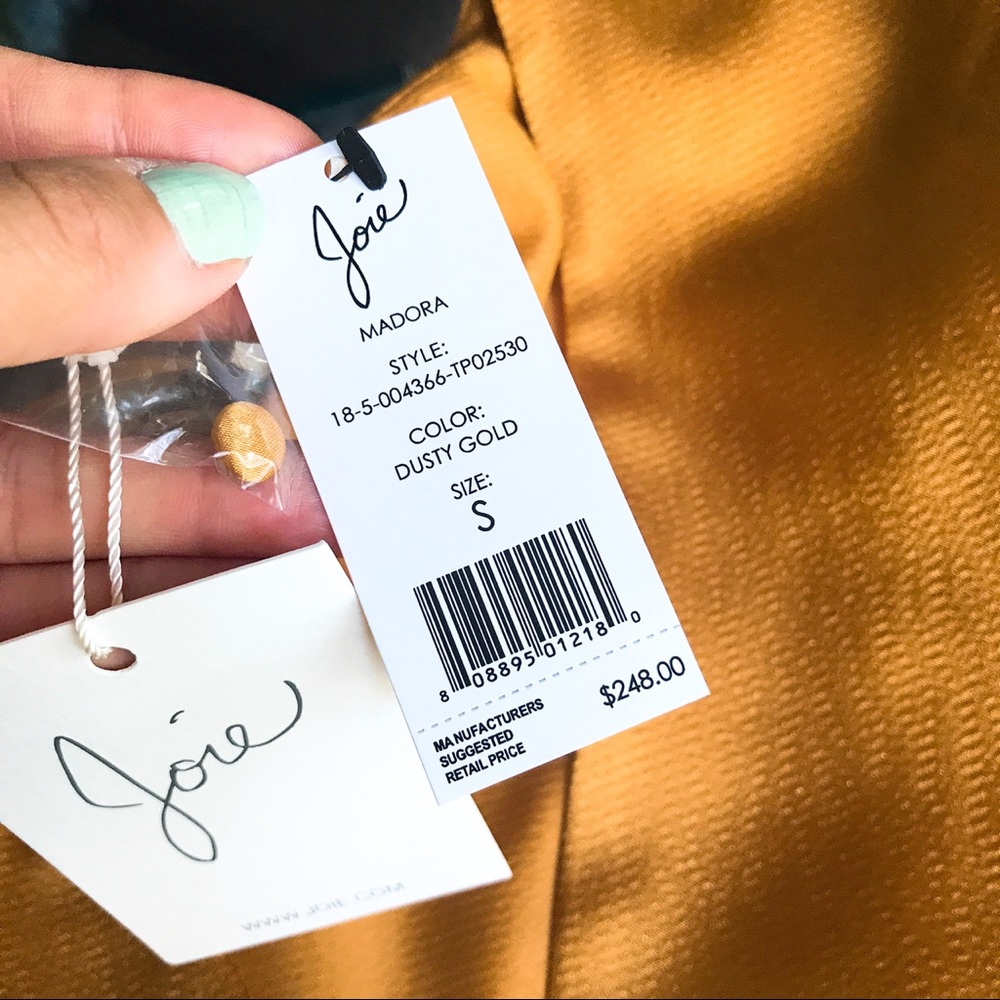 Joie
MADORA
STYLE:
18-5-004366-TP02530
COLOR:
DUSTY GOLD
SIZE:
S
8 08895 01218 0
MANUFACTURERS
SUGGESTED
RETAIL PRICE
$248.00
Joie
WWW.JOIE.COM